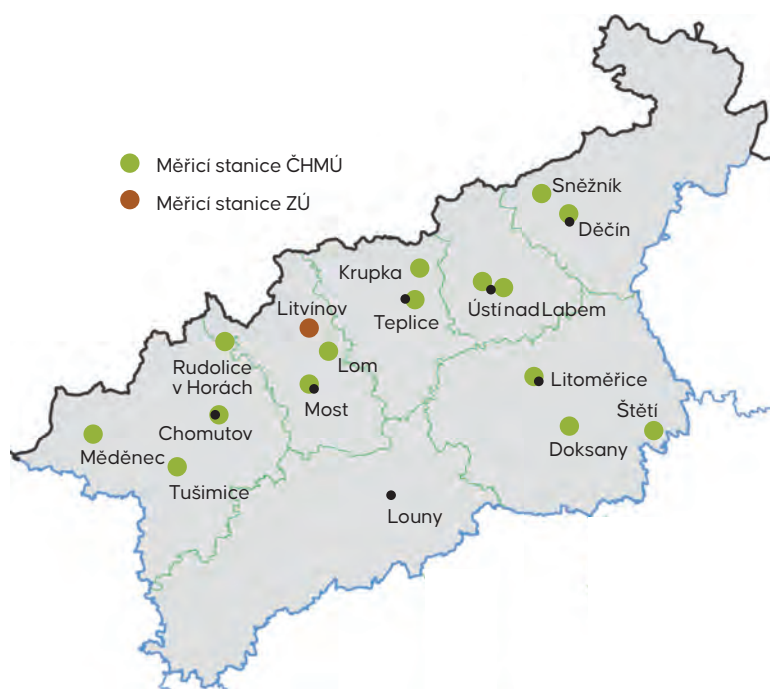 Měřicí stanice ČHMÚ
Měřicí stanice ZÚ
Sněžník
Děčín
Krupka
Teplice
Ústí nad Labem
Litvínov
Rudolice
v Horách
Lom
Most
Chomutov
Měděnec
Tušimice
Litoměřice
Štětí
Doksany
Louny